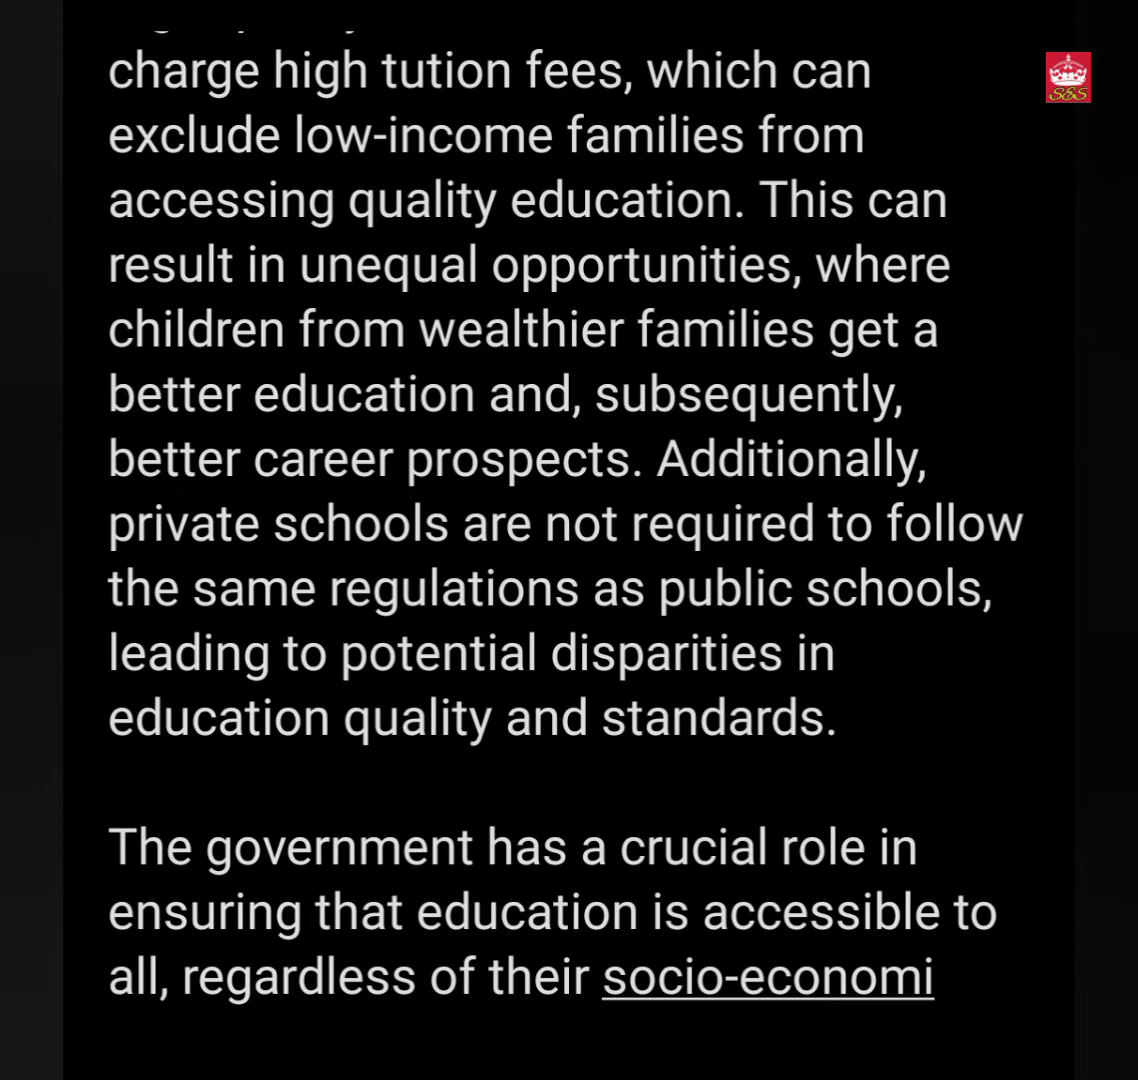 charge high tution fees, which can
exclude low-income families from
accessing quality education. This can
result in unequal opportunities, where
children from wealthier families get a
better education and, subsequently,
better career prospects. Additionally,
private schools are not required to follow
the same regulations as public schools,
leading to potential disparities in
education quality and standards.
The government has a crucial role in
ensuring that education is accessible to
all, regardless of their socio-economi
S&S